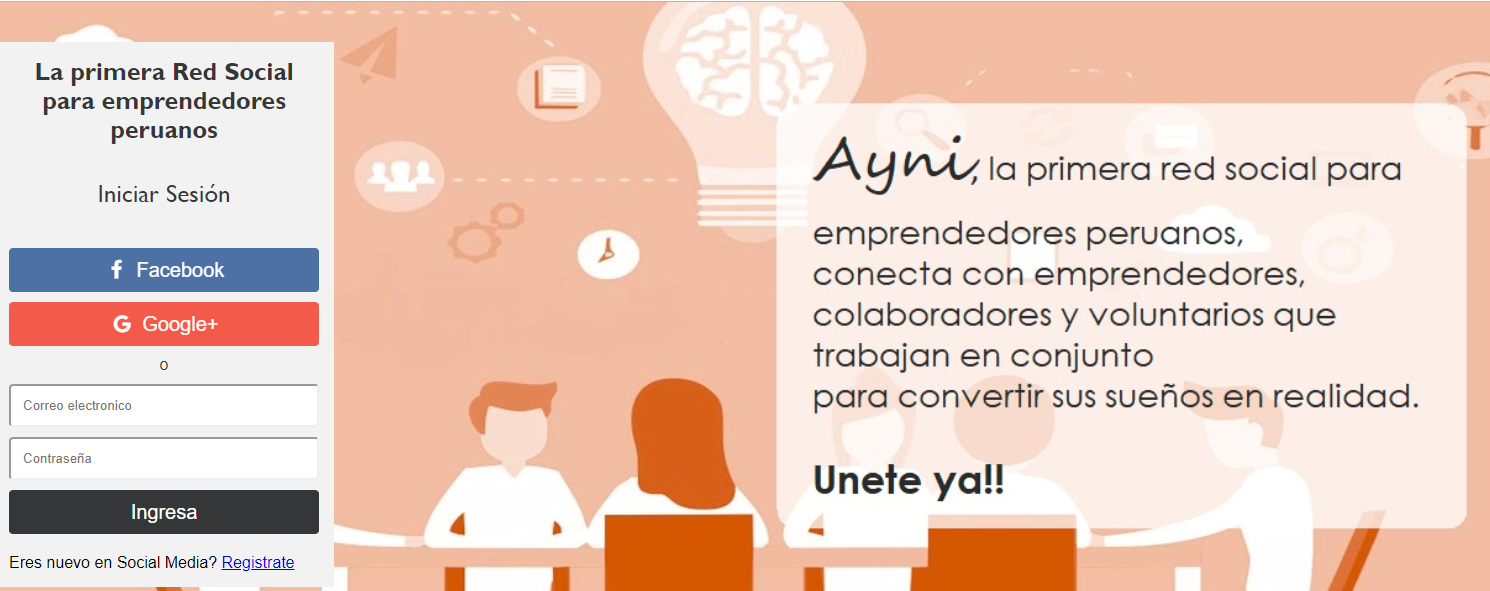 La primera Red Social
para emprendedores
peruanos
Iniciar Sesión
Facebook
Google+
o
Correo electronico
Contraseña
Ingresa
Eres nuevo en Social Media? Registrate
Ayni, la primera red social para
emprendedores peruanos,
conecta con emprendedores,
colaboradores y voluntarios que
trabajan en conjunto
para convertir sus sueños en realidad.
Unete ya!!